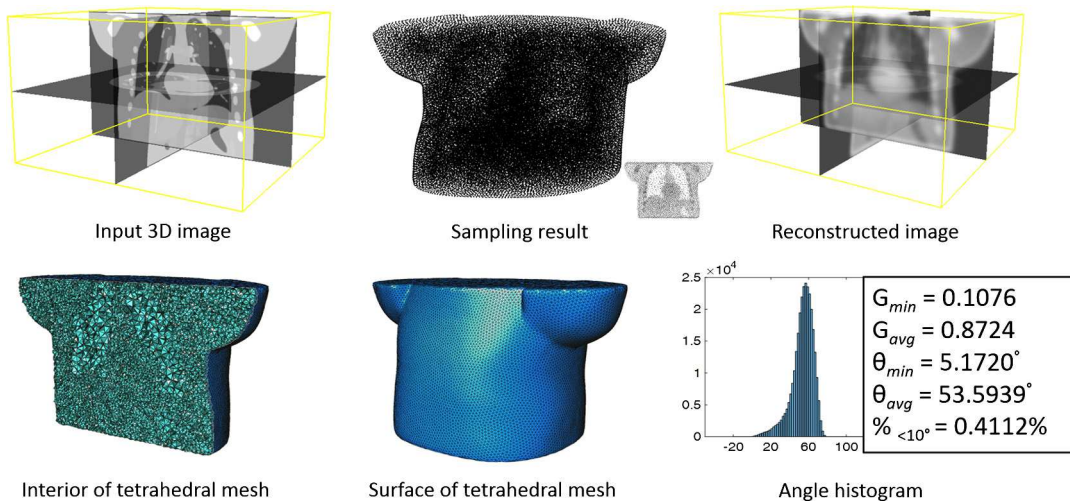 Input 3D image
Sampling result
Reconstructed image
Interior of tetrahedral mesh
Surface of tetrahedral mesh
×10⁴
2.5
2
1.5
1
0.5
0
-20 20 60 100
Angle histogram
G_min = 0.1076
G_avg = 0.8724
θ_min = 5.1720°
θ_avg = 53.5939°
% <10° = 0.4112%